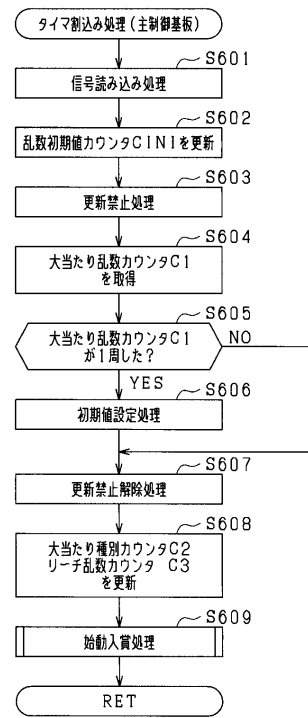 タイマ割込み処理(主制御基板)
S601
信号読み込み処理
S602
乱数初期値カウンタCINIを更新
S603
更新禁止処理
S604
大当たり乱数カウンタC1
を取得
S605
大当たり乱数カウンタC1
が1周した?
NO
YES
S606
初期値設定処理
S607
更新禁止解除処理
S608
大当たり種別カウンタC2
リーチ乱数カウンタ C3
を更新
S609
始動入賞処理
RET